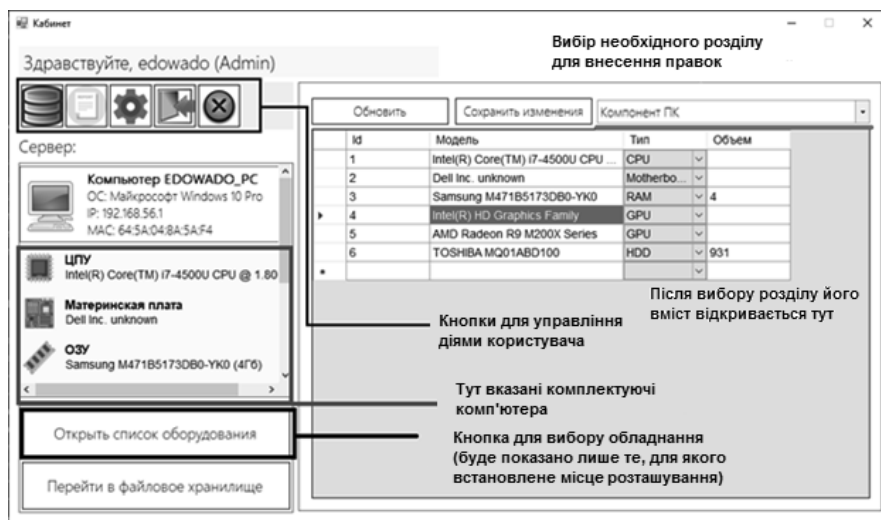 Кабинет
Вибір необхідного розділу
для внесення правок
Здравствуйте, edowado (Admin)
Обновить
Сохранить изменения
Компонент ПК
Сервер:
Id Модель Тип Объем
1 Intel(R) Core(TM) i7-4500U CPU ... CPU
2 Dell Inc. unknown Motherbo...
3 Samsung M471B5173DB0-YK0 RAM 4
4 Intel(R) HD Graphics Family GPU
5 AMD Radeon R9 M200X Series GPU
6 TOSHIBA MQ01ABD100 HDD 931
Компьютер EDOWADO_PC
ОС: Майкрософт Windows 10 Pro
IP: 192.168.56.1
MAC: 64:5A:04:8A:5A:F4
ЦПУ
Intel(R) Core(TM) i7-4500U CPU @ 1.80
Материнская плата
Dell Inc. unknown
ОЗУ
Samsung M471B5173DB0-YK0 (4Гб)
Після вибору розділу його
вміст відкривається тут
Кнопки для управління
діями користувача
Тут вказані комплектуючі
комп'ютера
Открыть список оборудования
Кнопка для вибору обладнання
(буде показано лише те, для якого
встановлене місце розташування)
Перейти в файловое хранилище